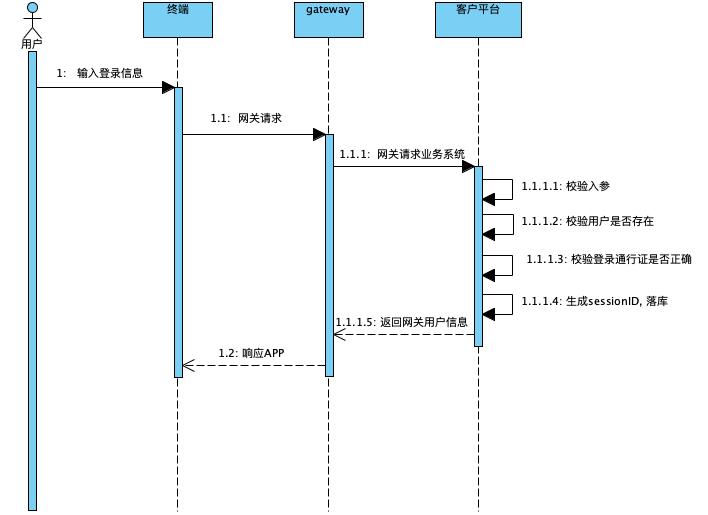 终端
gateway
客户平台
用户
1: 输入登录信息
1.1: 网关请求
1.1.1: 网关请求业务系统
1.1.1.1: 校验入参
1.1.1.2: 校验用户是否存在
1.1.1.3: 校验登录通行证是否正确
1.1.1.4: 生成sessionID, 落库
1.1.1.5: 返回网关用户信息
1.2: 响应APP